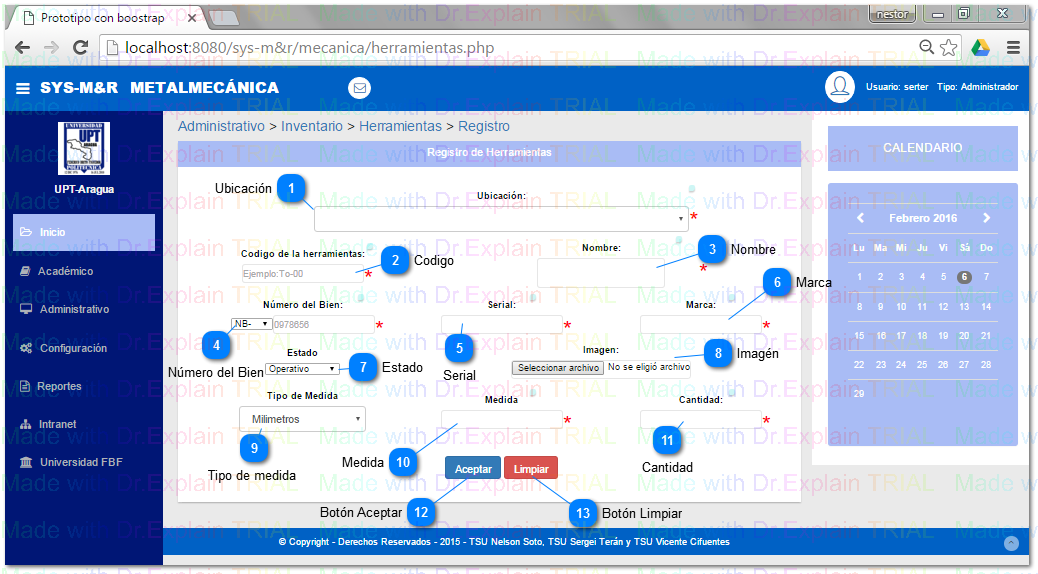 Prototipo con boostrap
nestor
localhost:8080/sys-m&r/mecanica/herramientas.php
SYS-M&R METALMECÁNICA
Usuario: serter Tipo: Administrador
UNIVERSIDAD
UPT
ARAGUA
POLITECNICA
UPT-Aragua
Inicio
Académico
Administrativo
Configuración
Reportes
Intranet
Universidad FBF
Administrativo > Inventario > Herramientas > Registro
Registro de Herramientas
Ubicación 1
Ubicación:
*
Codigo de la herramientas:
Ejemplo:To-00
*
2 Codigo
Nombre:
*
3 Nombre
Número del Bien:
NB- 0978656
*
4
Número del Bien
Serial:
*
5
Serial
Marca:
*
6 Marca
Estado
Operativo
7 Estado
Imagen:
Seleccionar archivo No se eligió archivo
8 Imagén
Tipo de Medida
Milimetros
9
Tipo de medida
Medida
*
Medida 10
Cantidad:
*
11
Cantidad
Aceptar Limpiar
Botón Aceptar 12
13 Botón Limpiar
CALENDARIO
Febrero 2016
Lu Ma Mi Ju Vi Sá Do
1 2 3 4 5 6 7
8 9 10 11 12 13 14
15 16 17 18 19 20 21
22 23 24 25 26 27 28
29
© Copyright - Derechos Reservados - 2015 - TSU Nelson Soto, TSU Sergei Terán y TSU Vicente Cifuentes
Made with Dr.Explain TRIAL